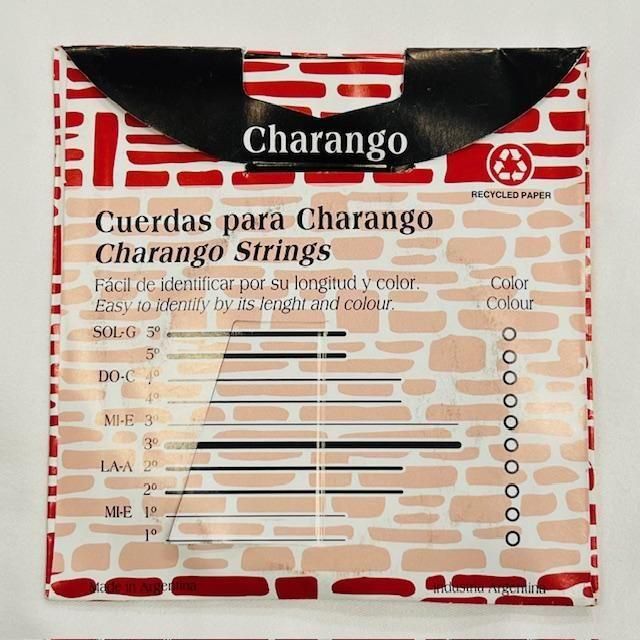 Charango
RECYCLED PAPER
Cuerdas para Charango
Charango Strings
Fácil de identificar por su longitud y color.
Easy to identify by its lenght and colour.
Color
Colour
SOL-G 5º
5º
DO-C 4º
4º
MI-E 3º
3º
LA-A 2º
2º
MI-E 1º
1º
Made in Argentina
Industria Argentina